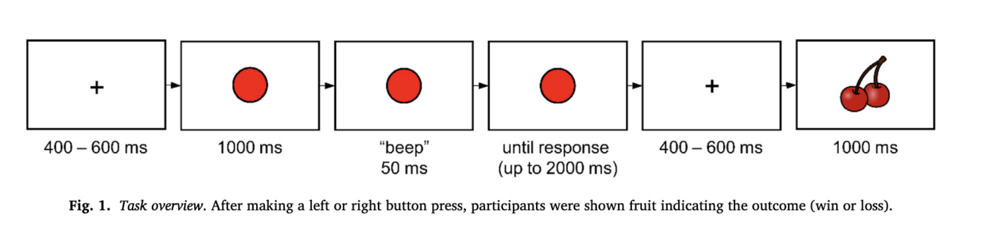 +
+
400 – 600 ms
1000 ms
“beep”
50 ms
until response
(up to 2000 ms)
400 – 600 ms
1000 ms
Fig. 1. Task overview. After making a left or right button press, participants were shown fruit indicating the outcome (win or loss).